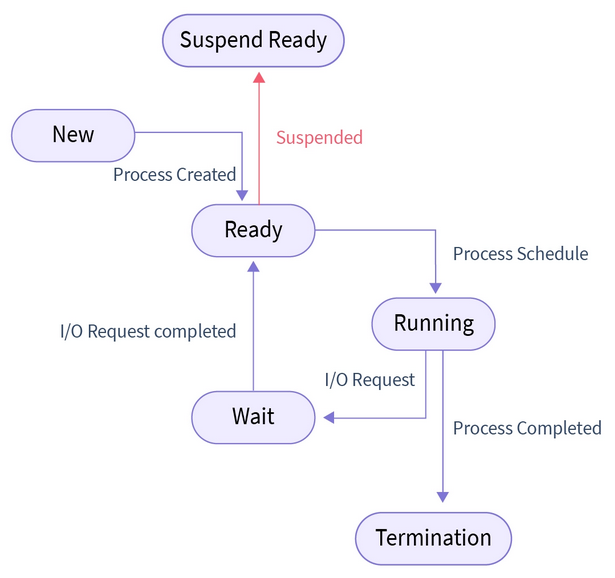 Suspend Ready
New
Suspended
Process Created
Ready
Process Schedule
Running
I/O Request completed
I/O Request
Wait
Process Completed
Termination